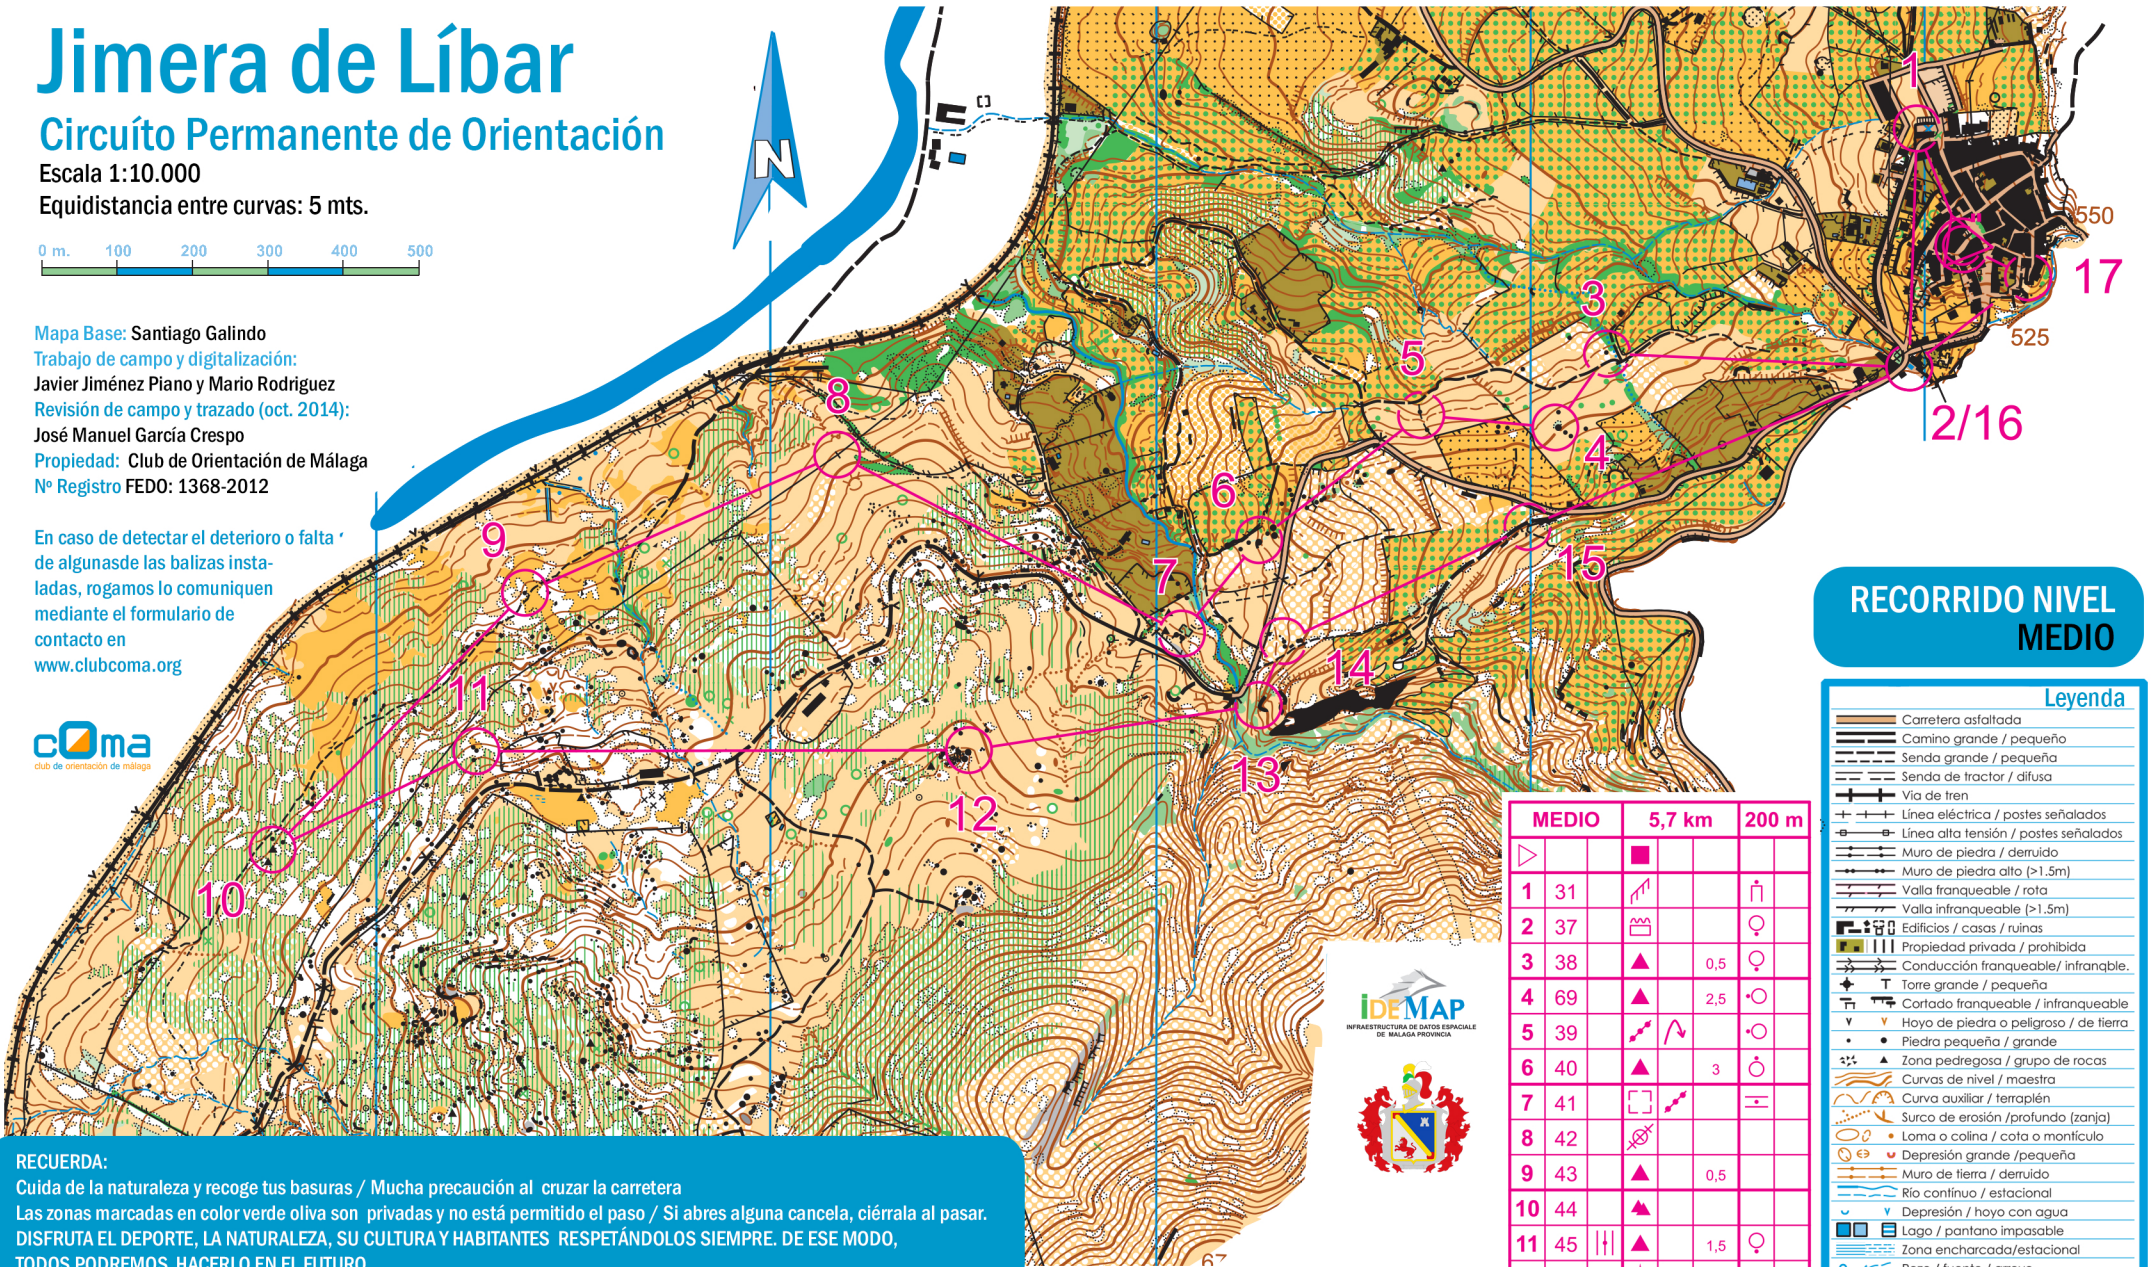 Jimera de Líbar
Circuíto Permanente de Orientación
Escala 1:10.000
Equidistancia entre curvas: 5 mts.
0 m. 100 200 300 400 500
Mapa Base: Santiago Galindo
Trabajo de campo y digitalización:
Javier Jiménez Piano y Mario Rodriguez
Revisión de campo y trazado (oct. 2014):
José Manuel García Crespo
Propiedad: Club de Orientación de Málaga
Nº Registro FEDO: 1368-2012
En caso de detectar el deterioro o falta
de algunasde las balizas insta-
ladas, rogamos lo comuniquen
mediante el formulario de
contacto en
www.clubcoma.org
coma
club de orientación de málaga
N
1
550
17
525
3
5
2/16
8
4
6
9
7
15
11
14
13
12
10
67
RECORRIDO NIVEL
MEDIO
MEDIO 5,7 km 200 m
1 31
2 37
3 38 0,5
4 69 2,5
5 39
6 40 3
7 41
8 42
9 43 0,5
10 44
11 45 1,5
iDEMAP
INFRAESTRUCTURA DE DATOS ESPACIALE
DE MALAGA PROVINCIA
Leyenda
Carretera asfaltada
Camino grande / pequeño
Senda grande / pequeña
Senda de tractor / difusa
Via de tren
Línea eléctrica / postes señalados
Línea alta tensión / postes señalados
Muro de piedra / derruido
Muro de piedra alto (>1.5m)
Valla franqueable / rota
Valla infranqueable (>1.5m)
Edificios / casas / ruinas
Propiedad privada / prohibida
Conducción franqueable/ infranqble.
Torre grande / pequeña
Cortado franqueable / infranqueable
Hoyo de piedra o peligroso / de tierra
Piedra pequeña / grande
Zona pedregosa / grupo de rocas
Curvas de nivel / maestra
Curva auxiliar / terraplén
Surco de erosión /profundo (zanja)
Loma o colina / cota o montículo
Depresión grande /pequeña
Muro de tierra / derruido
Río contínuo / estacional
Depresión / hoyo con agua
Lago / pantano impasable
Zona encharcada/estacional
RECUERDA:
Cuida de la naturaleza y recoge tus basuras / Mucha precaución al cruzar la carretera
Las zonas marcadas en color verde oliva son privadas y no está permitido el paso / Si abres alguna cancela, ciérrala al pasar.
DISFRUTA EL DEPORTE, LA NATURALEZA, SU CULTURA Y HABITANTES RESPETÁNDOLOS SIEMPRE. DE ESE MODO,
TODOS PODREMOS HACERLO EN EL FUTURO